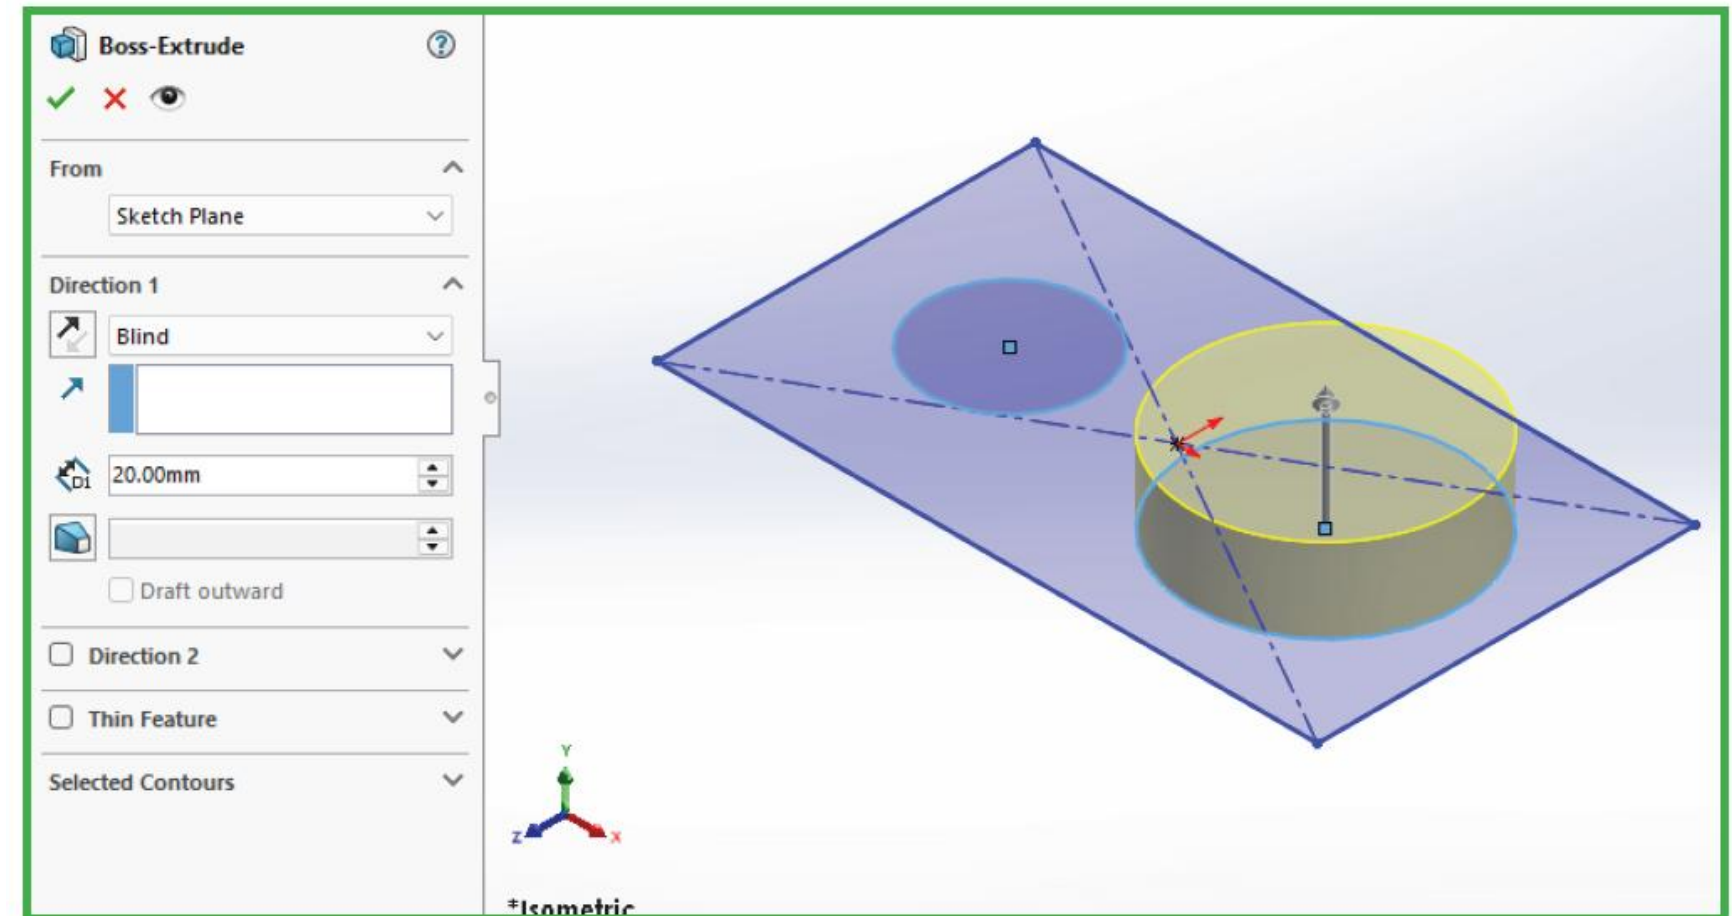 Boss-Extrude
?
From
Sketch Plane
Direction 1
Blind
D1
20.00mm
Draft outward
Direction 2
Thin Feature
Selected Contours
Y
Z
X
*Isometric